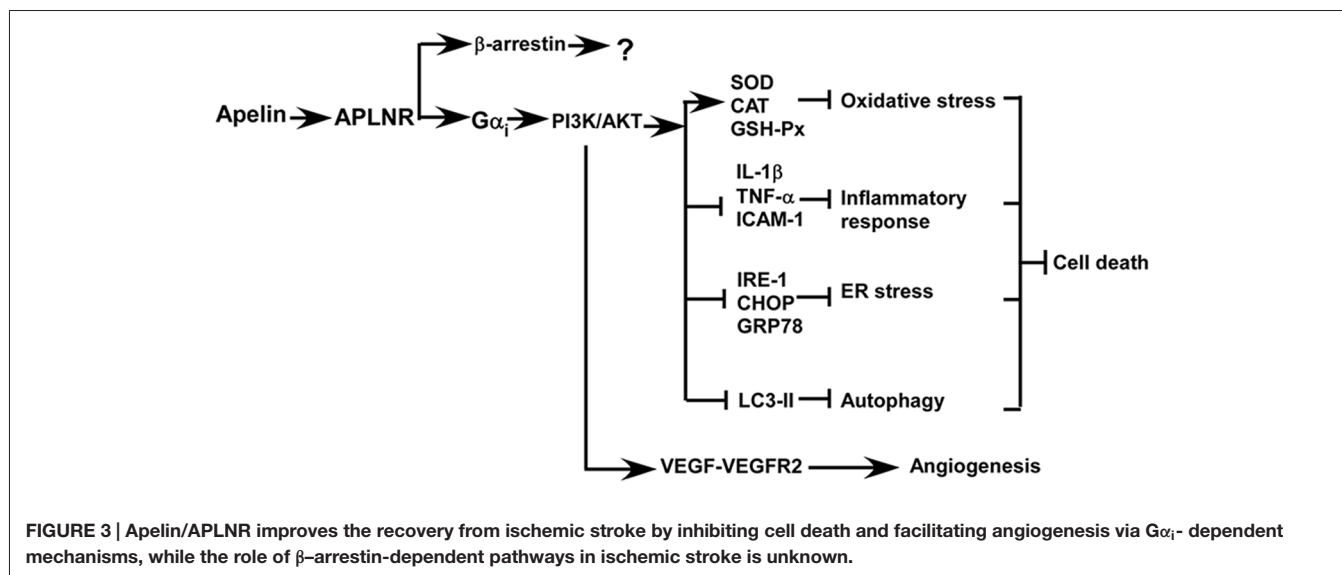 β-arrestin ?
Apelin APLNR Gαi PI3K/AKT
SOD
CAT
GSH-Px
Oxidative stress
IL-1β
TNF-α
ICAM-1
Inflammatory
response
IRE-1
CHOP
GRP78
ER stress
LC3-II Autophagy
Cell death
VEGF-VEGFR2 Angiogenesis
FIGURE 3 | Apelin/APLNR improves the recovery from ischemic stroke by inhibiting cell death and facilitating angiogenesis via Gαi- dependent
mechanisms, while the role of β–arrestin-dependent pathways in ischemic stroke is unknown.